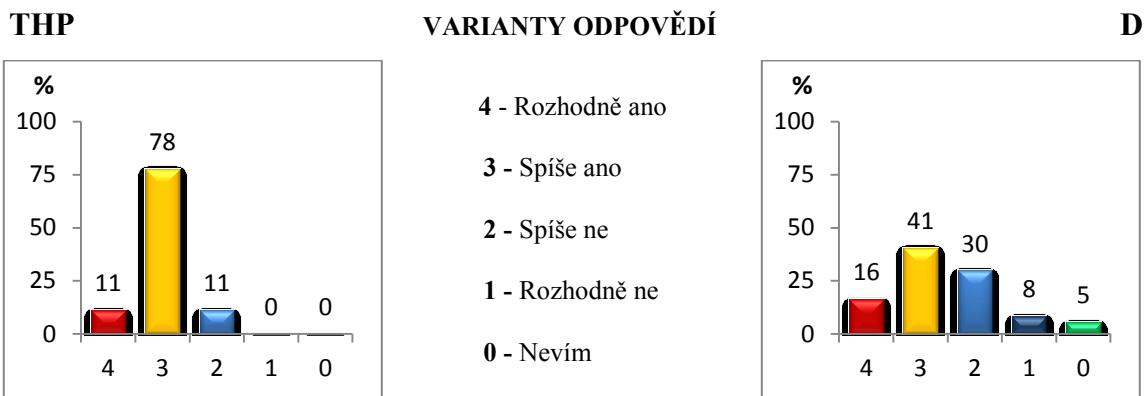 THP VARIANTY ODPOVĚDÍ D
%
100
75
50
25
0
11
78
11
0
0
4 3 2 1 0
4 - Rozhodně ano
3 - Spíše ano
2 - Spíše ne
1 - Rozhodně ne
0 - Nevím
%
100
75
50
25
0
16
41
30
8
5
4 3 2 1 0